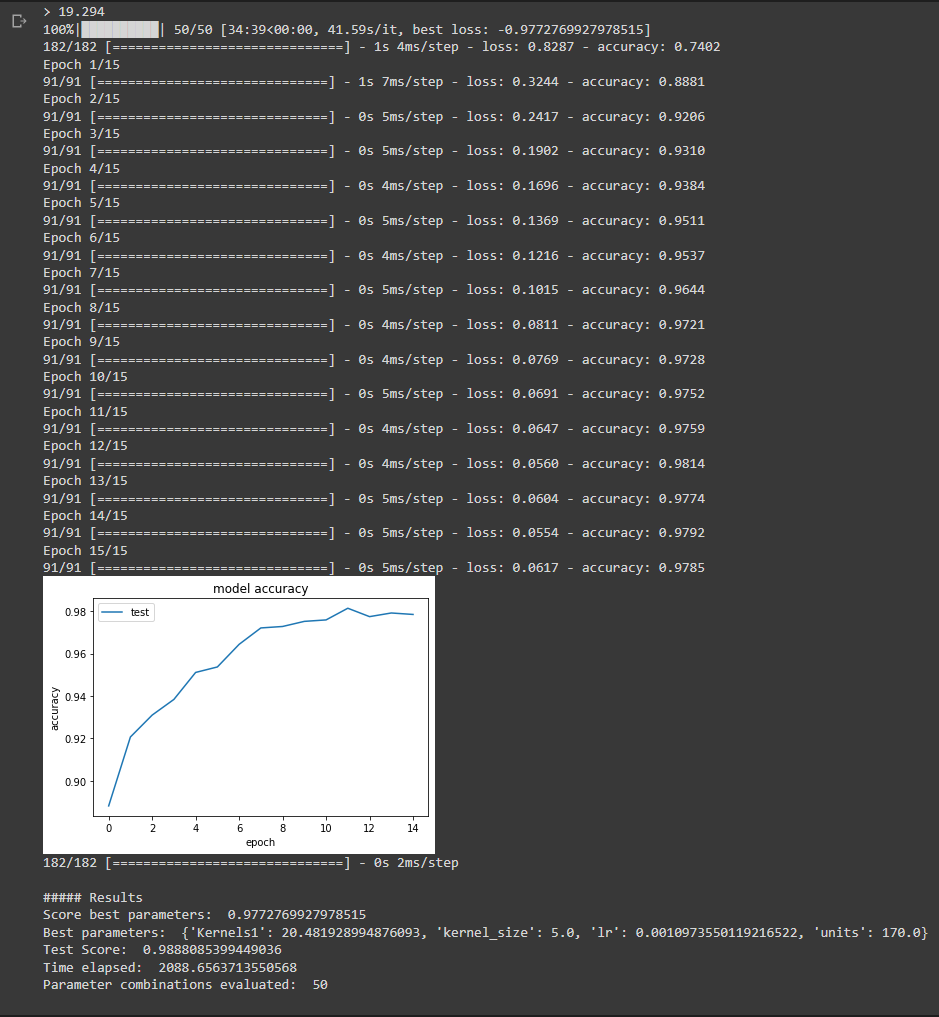 > 19.294
100%|██████████| 50/50 [34:39<00:00, 41.59s/it, best loss: -0.9772769927978515]
182/182 [==============================] - 1s 4ms/step - loss: 0.8287 - accuracy: 0.7402
Epoch 1/15
91/91 [==============================] - 1s 7ms/step - loss: 0.3244 - accuracy: 0.8881
Epoch 2/15
91/91 [==============================] - 0s 5ms/step - loss: 0.2417 - accuracy: 0.9206
Epoch 3/15
91/91 [==============================] - 0s 5ms/step - loss: 0.1902 - accuracy: 0.9310
Epoch 4/15
91/91 [==============================] - 0s 4ms/step - loss: 0.1696 - accuracy: 0.9384
Epoch 5/15
91/91 [==============================] - 0s 5ms/step - loss: 0.1369 - accuracy: 0.9511
Epoch 6/15
91/91 [==============================] - 0s 4ms/step - loss: 0.1216 - accuracy: 0.9537
Epoch 7/15
91/91 [==============================] - 0s 5ms/step - loss: 0.1015 - accuracy: 0.9644
Epoch 8/15
91/91 [==============================] - 0s 4ms/step - loss: 0.0811 - accuracy: 0.9721
Epoch 9/15
91/91 [==============================] - 0s 4ms/step - loss: 0.0769 - accuracy: 0.9728
Epoch 10/15
91/91 [==============================] - 0s 5ms/step - loss: 0.0691 - accuracy: 0.9752
Epoch 11/15
91/91 [==============================] - 0s 4ms/step - loss: 0.0647 - accuracy: 0.9759
Epoch 12/15
91/91 [==============================] - 0s 4ms/step - loss: 0.0560 - accuracy: 0.9814
Epoch 13/15
91/91 [==============================] - 0s 5ms/step - loss: 0.0604 - accuracy: 0.9774
Epoch 14/15
91/91 [==============================] - 0s 5ms/step - loss: 0.0554 - accuracy: 0.9792
Epoch 15/15
91/91 [==============================] - 0s 5ms/step - loss: 0.0617 - accuracy: 0.9785
model accuracy
test
0.98
0.96
0.94
0.92
0.90
accuracy
0 2 4 6 8 10 12 14
epoch
182/182 [==============================] - 0s 2ms/step
##### Results
Score best parameters:  0.9772769927978515
Best parameters:  {'Kernels1': 20.481928994876093, 'kernel_size': 5.0, 'lr': 0.0010973550119216522, 'units': 170.0}
Test Score:  0.9888085399449036
Time elapsed:  2088.6563713550568
Parameter combinations evaluated:  50